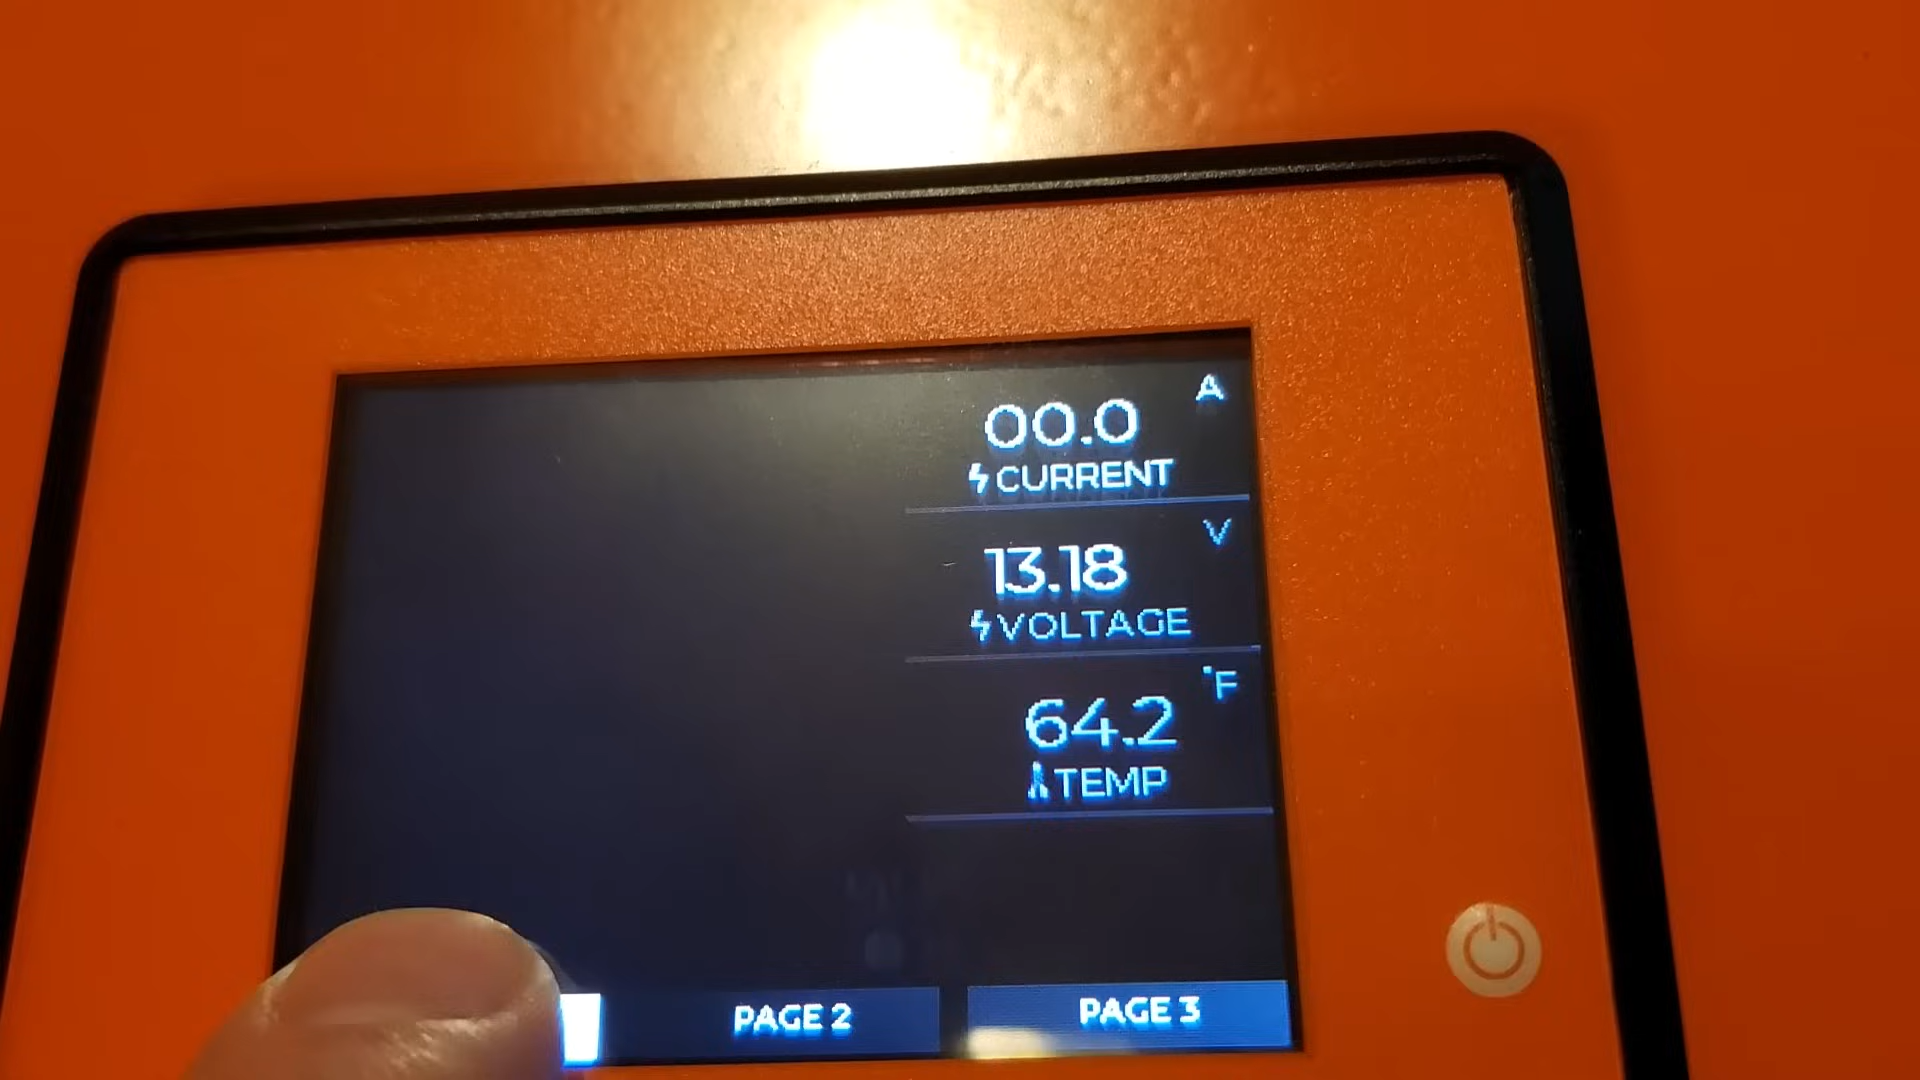 A
00.0
CURRENT
V
13.18
VOLTAGE
°F
64.2
TEMP
PAGE 2
PAGE 3